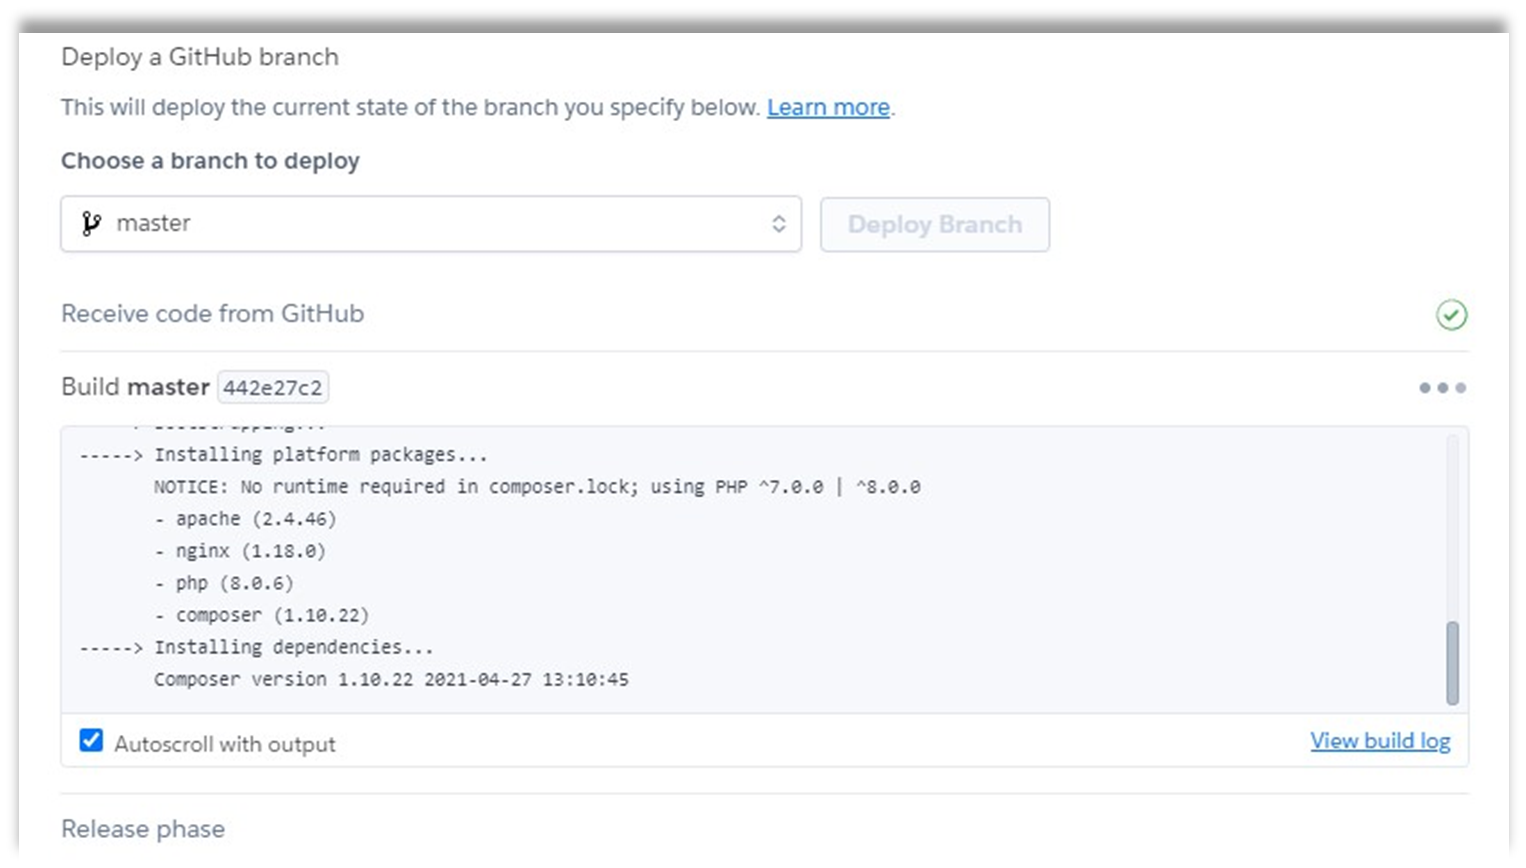 Deploy a GitHub branch
This will deploy the current state of the branch you specify below. Learn more.
Choose a branch to deploy
master
Deploy Branch
Receive code from GitHub
Build master 442e27c2
-----> Installing platform packages...
NOTICE: No runtime required in composer.lock; using PHP ^7.0.0 | ^8.0.0
- apache (2.4.46)
- nginx (1.18.0)
- php (8.0.6)
- composer (1.10.22)
-----> Installing dependencies...
Composer version 1.10.22 2021-04-27 13:10:45
Autoscroll with output
View build log
Release phase